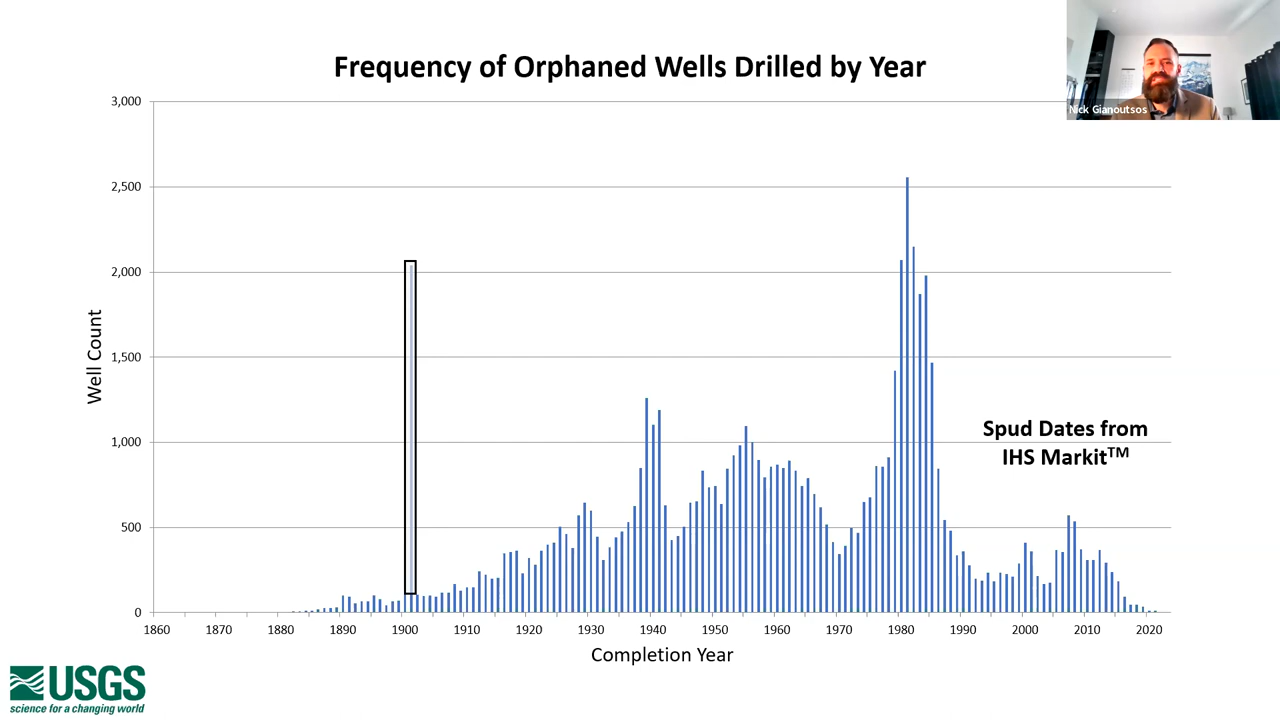 Frequency of Orphaned Wells Drilled by Year
Nick Gianoutsos
3,000
2,500
2,000
1,500
1,000
500
0
Well Count
Spud Dates from
IHS Markit™
1860 1870 1880 1890 1900 1910 1920 1930 1940 1950 1960 1970 1980 1990 2000 2010 2020
Completion Year
USGS
science for a changing world